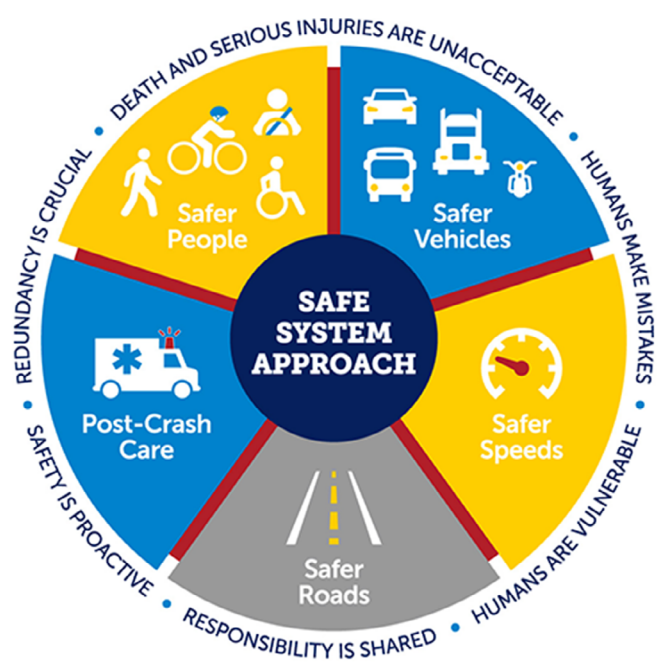 DEATH AND SERIOUS INJURIES ARE UNACCEPTABLE
HUMANS MAKE MISTAKES
HUMANS ARE VULNERABLE
RESPONSIBILITY IS SHARED
SAFETY IS PROACTIVE
REDUNDANCY IS CRUCIAL
Safer
People
Safer
Vehicles
SAFE
SYSTEM
APPROACH
Post-Crash
Care
Safer
Speeds
Safer
Roads